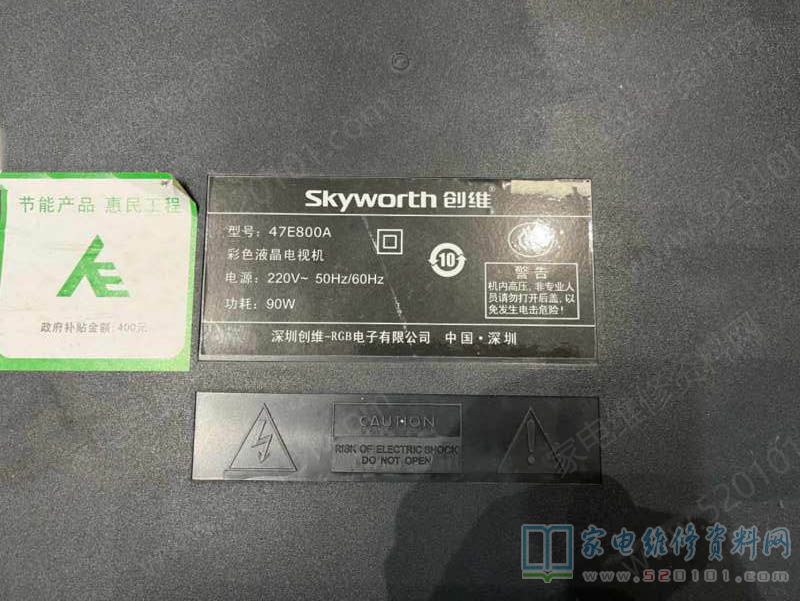 节能产品 惠民工程
政府补贴金额:400元
Skyworth®创维
型号: 47E800A
彩色液晶电视机
电源: 220V~ 50Hz/60Hz
功耗: 90W
10
警告
机内高压, 非专业人
员请勿打开后盖, 以
免发生电击危险!
深圳创维-RGB电子有限公司 中国·深圳
CAUTION
RISK OF ELECTRIC SHOCK
DO NOT OPEN
家电维修资料网
www.520101.com